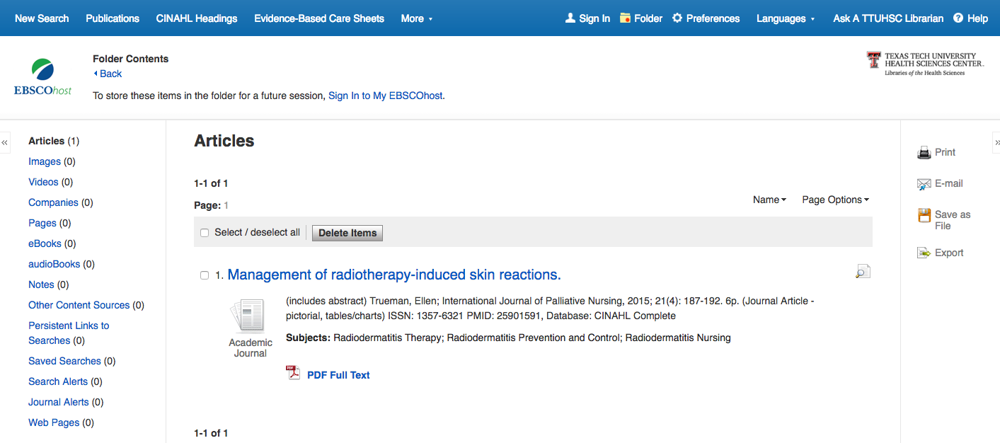 New Search Publications CINAHL Headings Evidence-Based Care Sheets More Sign In Folder Preferences Languages Ask A TTUHSC Librarian Help
EBSCOhost
Folder Contents
Back
To store these items in the folder for a future session, Sign In to My EBSCOhost.
TEXAS TECH UNIVERSITY
HEALTH SCIENCES CENTER.
Libraries of the Health Sciences
«
Articles (1)
Images (0)
Videos (0)
Companies (0)
Pages (0)
eBooks (0)
audioBooks (0)
Notes (0)
Other Content Sources (0)
Persistent Links to
Searches (0)
Saved Searches (0)
Search Alerts (0)
Journal Alerts (0)
Web Pages (0)
Articles
1-1 of 1
Page: 1
Name Page Options
Select / deselect all Delete Items
1. Management of radiotherapy-induced skin reactions.
Academic
Journal
(includes abstract) Trueman, Ellen; International Journal of Palliative Nursing, 2015; 21(4): 187-192. 6p. (Journal Article -
pictorial, tables/charts) ISSN: 1357-6321 PMID: 25901591, Database: CINAHL Complete
Subjects: Radiodermatitis Therapy; Radiodermatitis Prevention and Control; Radiodermatitis Nursing
PDF PDF Full Text
1-1 of 1
»
Print
E-mail
Save as
File
Export